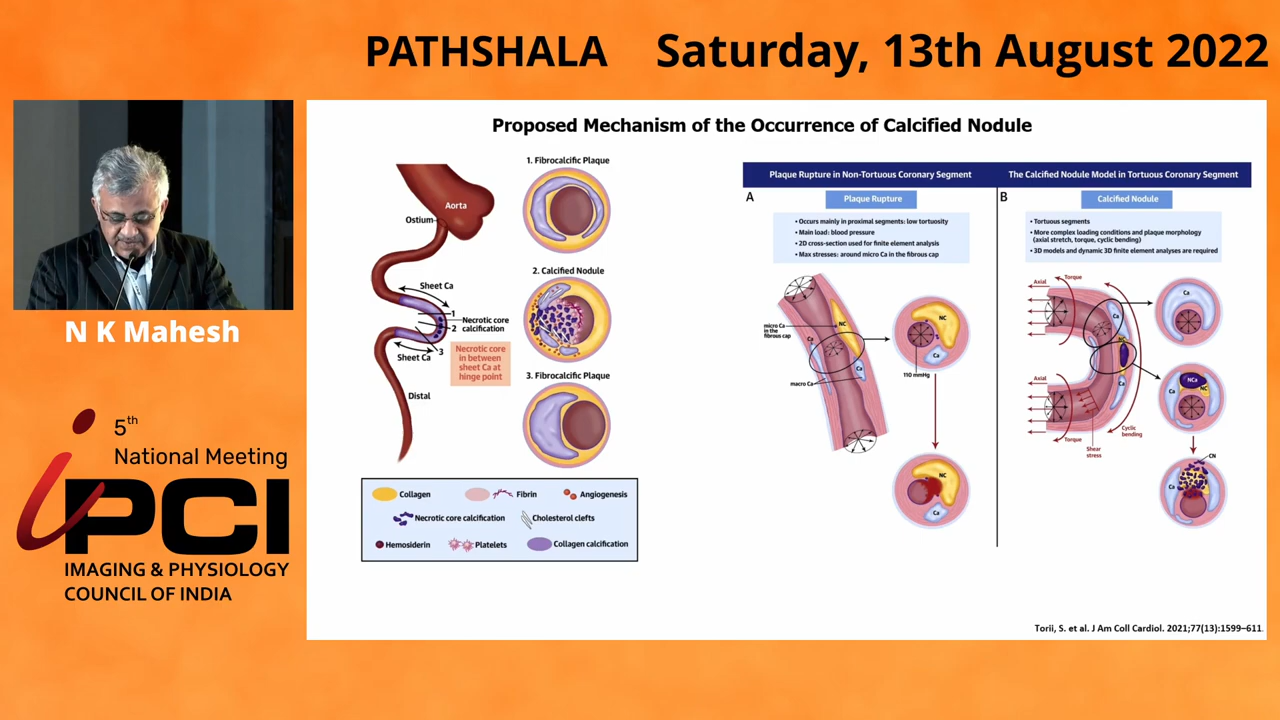 PATHSHALA Saturday, 13th August 2022
N K Mahesh
5th
National Meeting
iPCI
IMAGING & PHYSIOLOGY
COUNCIL OF INDIA
Proposed Mechanism of the Occurrence of Calcified Nodule
Aorta
Ostium
Sheet Ca
1
2
Necrotic core
calcification
3
Sheet Ca
Necrotic core
in between
sheet Ca at
hinge point
Distal
1. Fibrocalcific Plaque
2. Calcified Nodule
3. Fibrocalcific Plaque
Collagen
Fibrin
Angiogenesis
Necrotic core calcification
Cholesterol clefts
Hemosiderin
Platelets
Collagen calcification
Plaque Rupture in Non-Tortuous Coronary Segment
A
Plaque Rupture
• Occurs mainly in proximal segments: low tortuosity
• Main load: blood pressure
• 2D cross-section used for finite element analysis
• Max stresses: around micro Ca in the fibrous cap
micro Ca
in the
fibrous cap
NC
Ca
Ca
macro Ca
NC
Ca
110 mmHg
NC
Ca
The Calcified Nodule Model in Tortuous Coronary Segment
B
Calcified Nodule
• Tortuous segments
• More complex loading conditions and plaque morphology
(axial stretch, torque, cyclic bending)
• 3D models and dynamic 3D finite element analyses are required
Axial
Torque
Ca
NC
Ca
Axial
Torque
Shear
stress
Cyclic
bending
Ca
NCa
NC
Ca
CN
Ca
Torii, S. et al. J Am Coll Cardiol. 2021;77(13):1599–611.